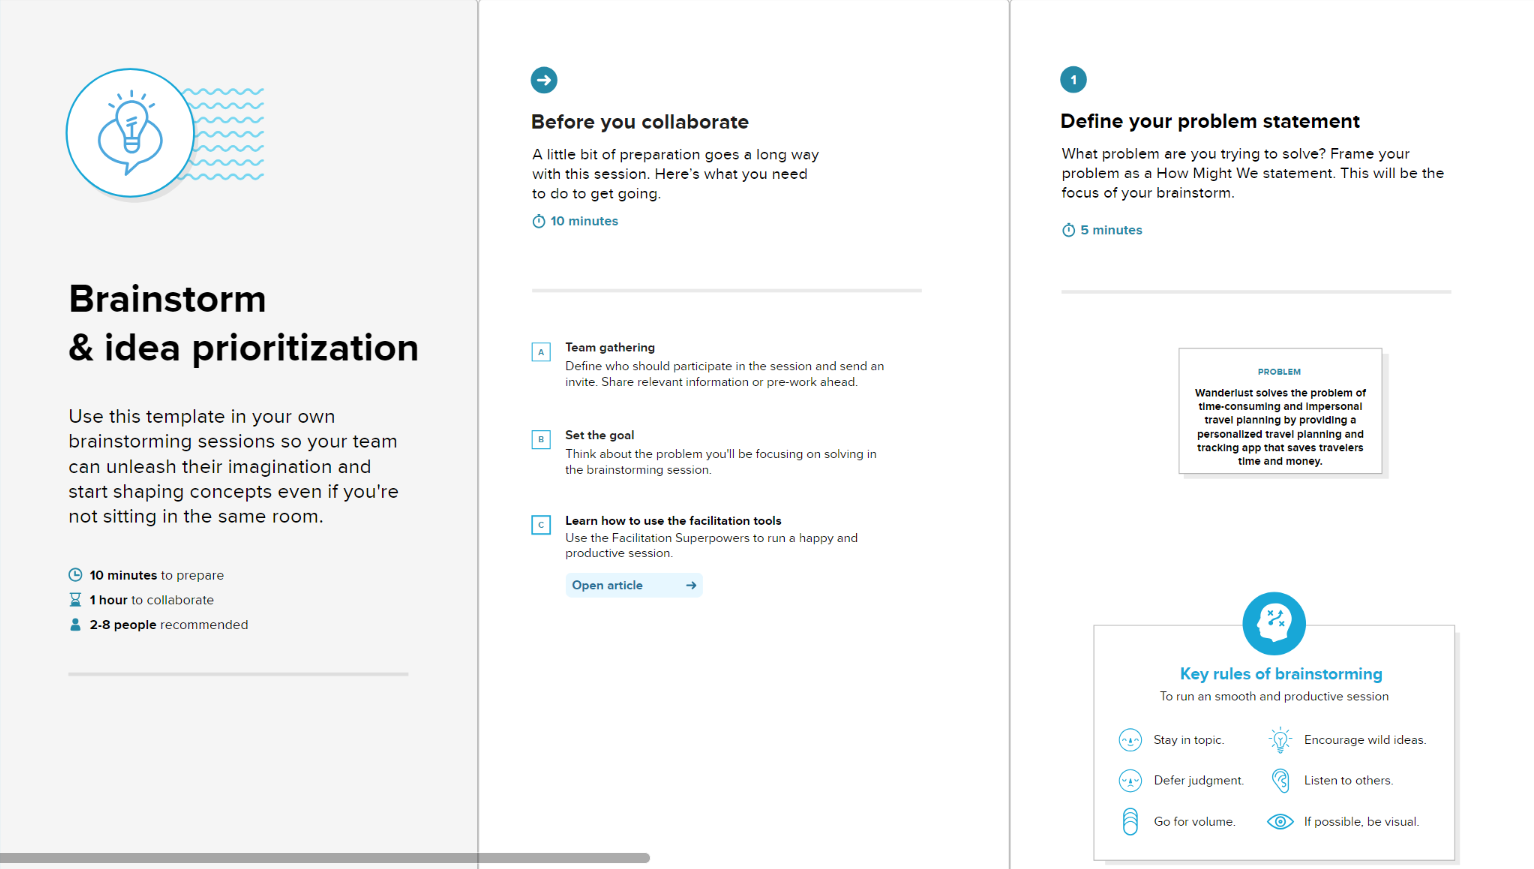 Brainstorm
& idea prioritization
Use this template in your own
brainstorming sessions so your team
can unleash their imagination and
start shaping concepts even if you're
not sitting in the same room.
10 minutes to prepare
1 hour to collaborate
2-8 people recommended
Before you collaborate
A little bit of preparation goes a long way
with this session. Here's what you need
to do to get going.
10 minutes
A
Team gathering
Define who should participate in the session and send an
invite. Share relevant information or pre-work ahead.
B
Set the goal
Think about the problem you'll be focusing on solving in
the brainstorming session.
C
Learn how to use the facilitation tools
Use the Facilitation Superpowers to run a happy and
productive session.
Open article
1
Define your problem statement
What problem are you trying to solve? Frame your
problem as a How Might We statement. This will be the
focus of your brainstorm.
5 minutes
PROBLEM
Wanderlust solves the problem of
time-consuming and impersonal
travel planning by providing a
personalized travel planning and
tracking app that saves travelers
time and money.
Key rules of brainstorming
To run an smooth and productive session
Stay in topic.
Encourage wild ideas.
Defer judgment.
Listen to others.
Go for volume.
If possible, be visual.